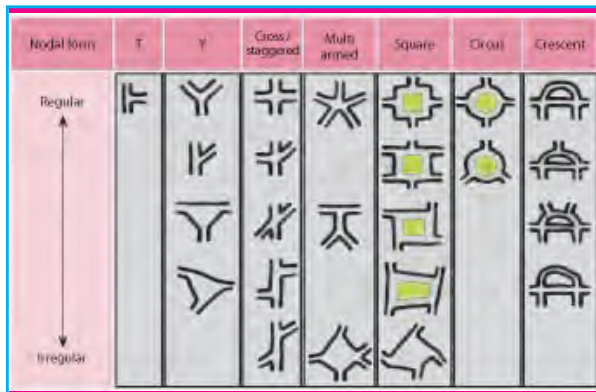 Nodal form
T
Y
Cross /
staggered
Multi
armed
Square
Circus
Crescent
Regular
Irregular